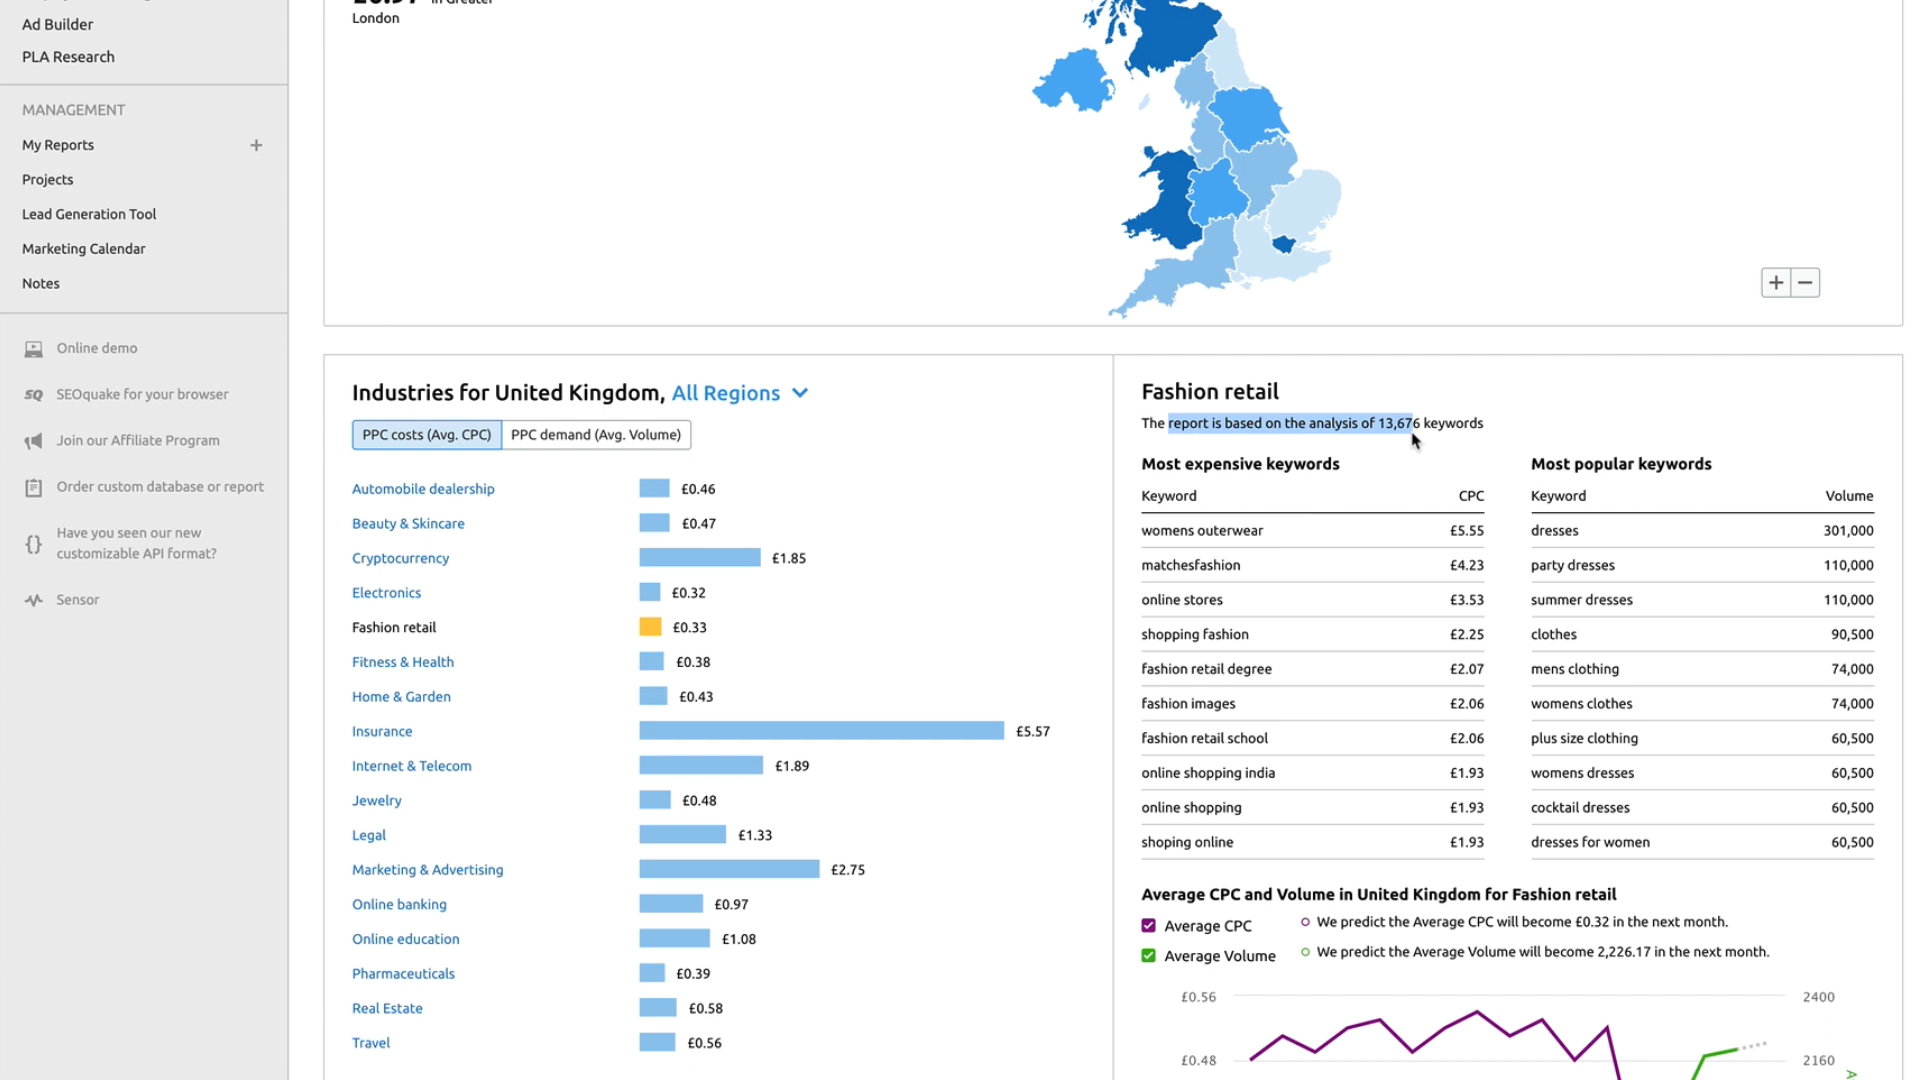 London
Ad Builder
PLA Research
MANAGEMENT
My Reports +
Projects
Lead Generation Tool
Marketing Calendar
Notes
Online demo
SQ SEOquake for your browser
Join our Affiliate Program
Order custom database or report
{} Have you seen our new
customizable API format?
Sensor
+ −
Industries for United Kingdom, All Regions
PPC costs (Avg. CPC) PPC demand (Avg. Volume)
Automobile dealership £0.46
Beauty & Skincare £0.47
Cryptocurrency £1.85
Electronics £0.32
Fashion retail £0.33
Fitness & Health £0.38
Home & Garden £0.43
Insurance £5.57
Internet & Telecom £1.89
Jewelry £0.48
Legal £1.33
Marketing & Advertising £2.75
Online banking £0.97
Online education £1.08
Pharmaceuticals £0.39
Real Estate £0.58
Travel £0.56
Fashion retail
The report is based on the analysis of 13,676 keywords
Most expensive keywords
Keyword CPC
womens outerwear £5.55
matchesfashion £4.23
online stores £3.53
shopping fashion £2.25
fashion retail degree £2.07
fashion images £2.06
fashion retail school £2.06
online shopping india £1.93
online shopping £1.93
shoping online £1.93
Most popular keywords
Keyword Volume
dresses 301,000
party dresses 110,000
summer dresses 110,000
clothes 90,500
mens clothing 74,000
womens clothes 74,000
plus size clothing 60,500
womens dresses 60,500
cocktail dresses 60,500
dresses for women 60,500
Average CPC and Volume in United Kingdom for Fashion retail
Average CPC We predict the Average CPC will become £0.32 in the next month.
Average Volume We predict the Average Volume will become 2,226.17 in the next month.
£0.56 2400
£0.48 2160